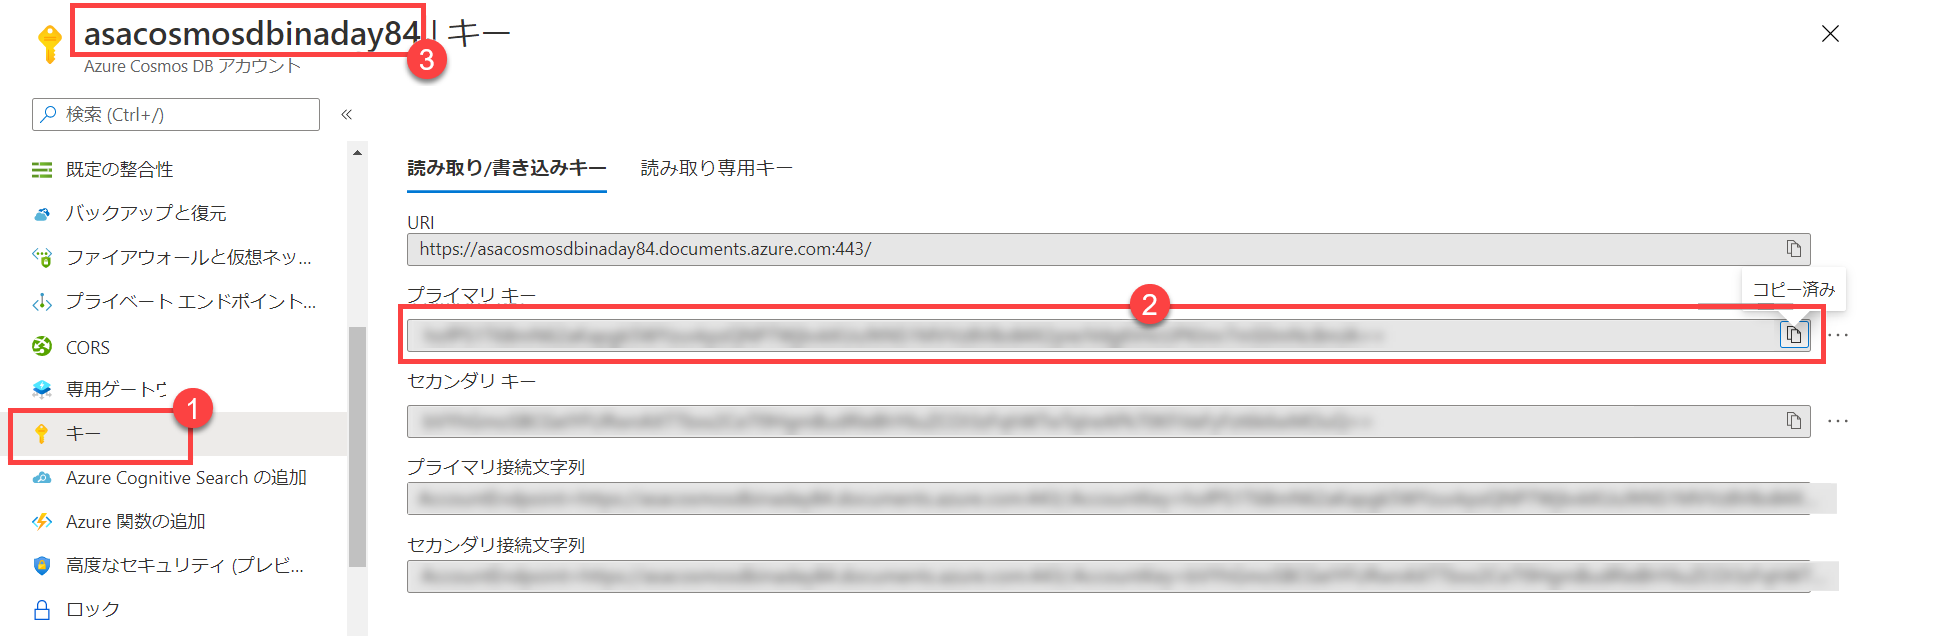 asacosmosdbinaday84 | キー
3
Azure Cosmos DB アカウント
検索 (Ctrl+/)
«
既定の整合性
バックアップと復元
ファイアウォールと仮想ネッ...
プライベート エンドポイント...
CORS
専用ゲートウ
1
キー
Azure Cognitive Search の追加
Azure 関数の追加
高度なセキュリティ (プレビ...
ロック
読み取り/書き込みキー
読み取り専用キー
URI
https://asacosmosdbinaday84.documents.azure.com:443/
コピー済み
プライマリ キー
2
...
セカンダリ キー
...
プライマリ接続文字列
セカンダリ接続文字列